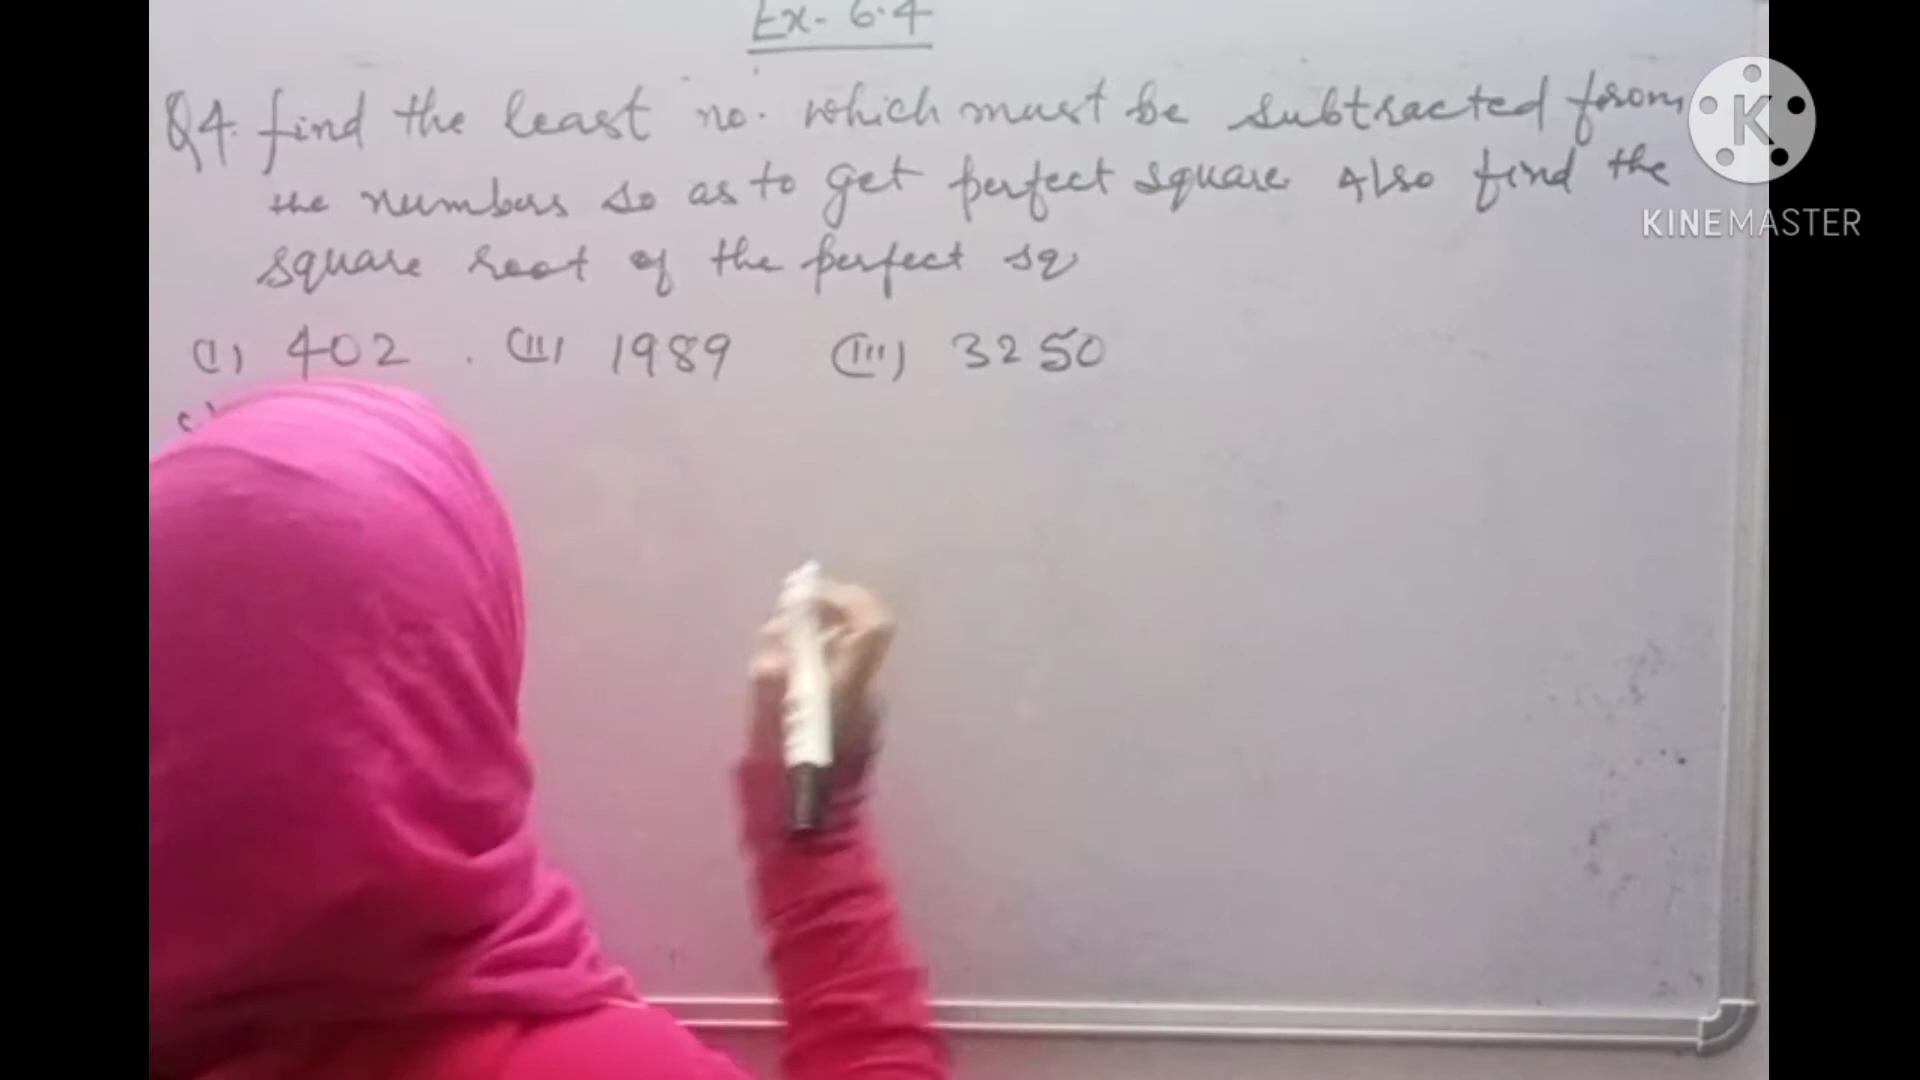 Ex- 6.4
Q4. find the least no. which must be subtracted from
the numbers so as to get perfect square. Also find the
square root of the perfect sq
(I) 402 . (II) 1989 (III) 3250
K
KINEMASTER